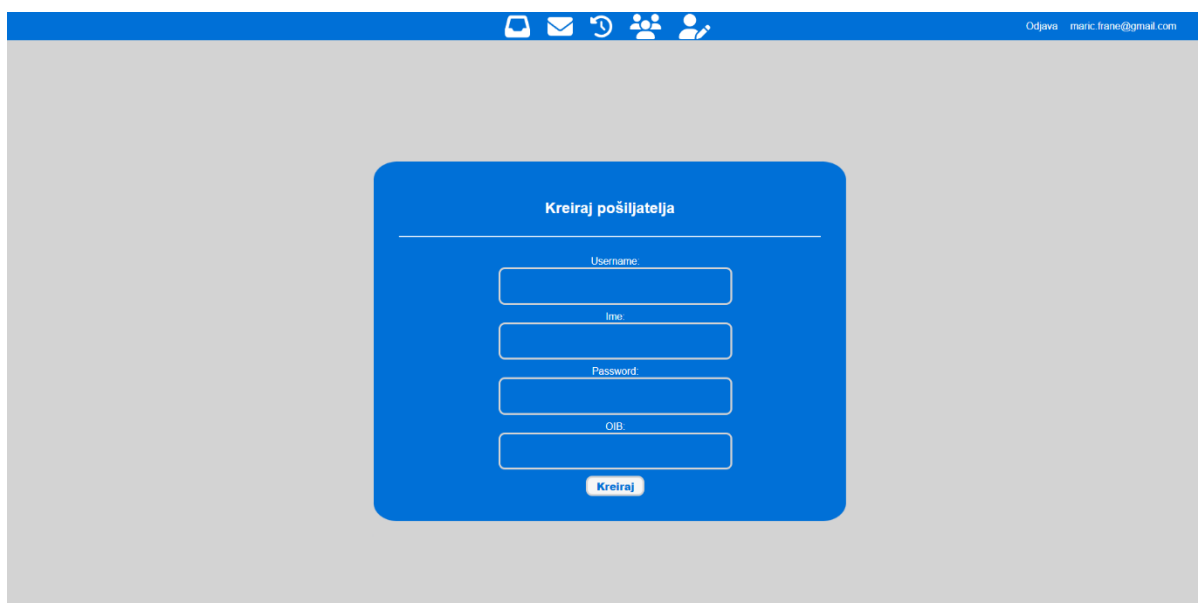 Odjava maric.frane@gmail.com
Kreiraj pošiljatelja
Username:
Ime:
Password:
OIB:
Kreiraj